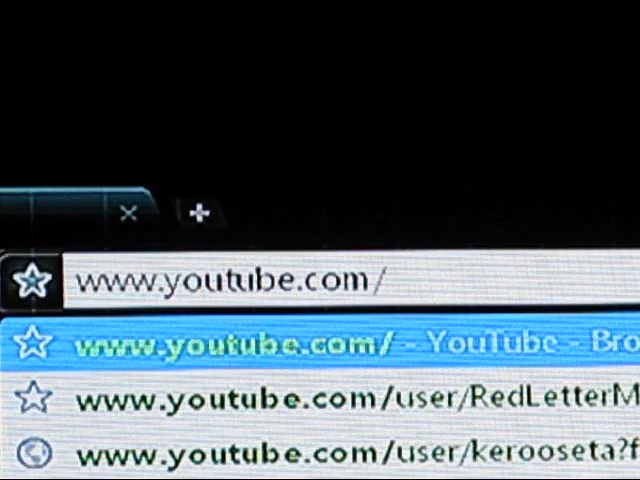 www.youtube.com/
www.youtube.com/ - YouTube - Bro
www.youtube.com/user/RedLetterM
www.youtube.com/user/kerooseta?f